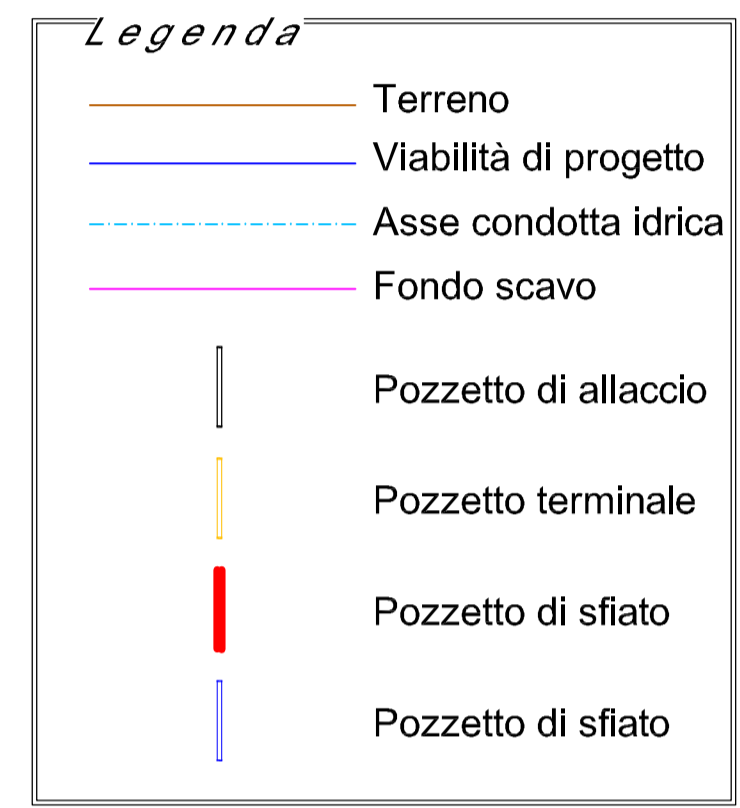 Legenda
Terreno
Viabilità di progetto
Asse condotta idrica
Fondo scavo
Pozzetto di allaccio
Pozzetto terminale
Pozzetto di sfiato
Pozzetto di sfiato